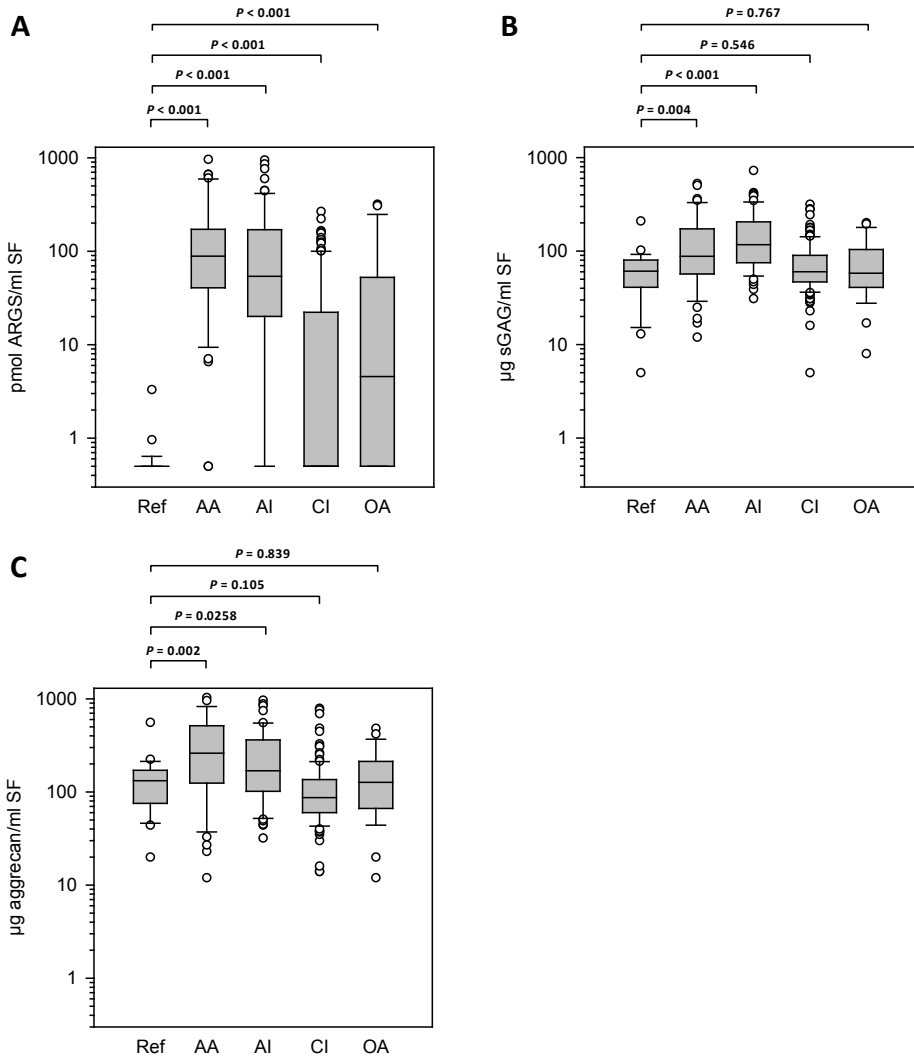 A
P < 0.001
P < 0.001
P < 0.001
P < 0.001
pmol ARGS/ml SF
1000
100
10
1
Ref AA AI CI OA
B
P = 0.767
P = 0.546
P < 0.001
P = 0.004
µg sGAG/ml SF
1000
100
10
1
Ref AA AI CI OA
C
P = 0.839
P = 0.105
P = 0.0258
P = 0.002
µg aggrecan/ml SF
1000
100
10
1
Ref AA AI CI OA